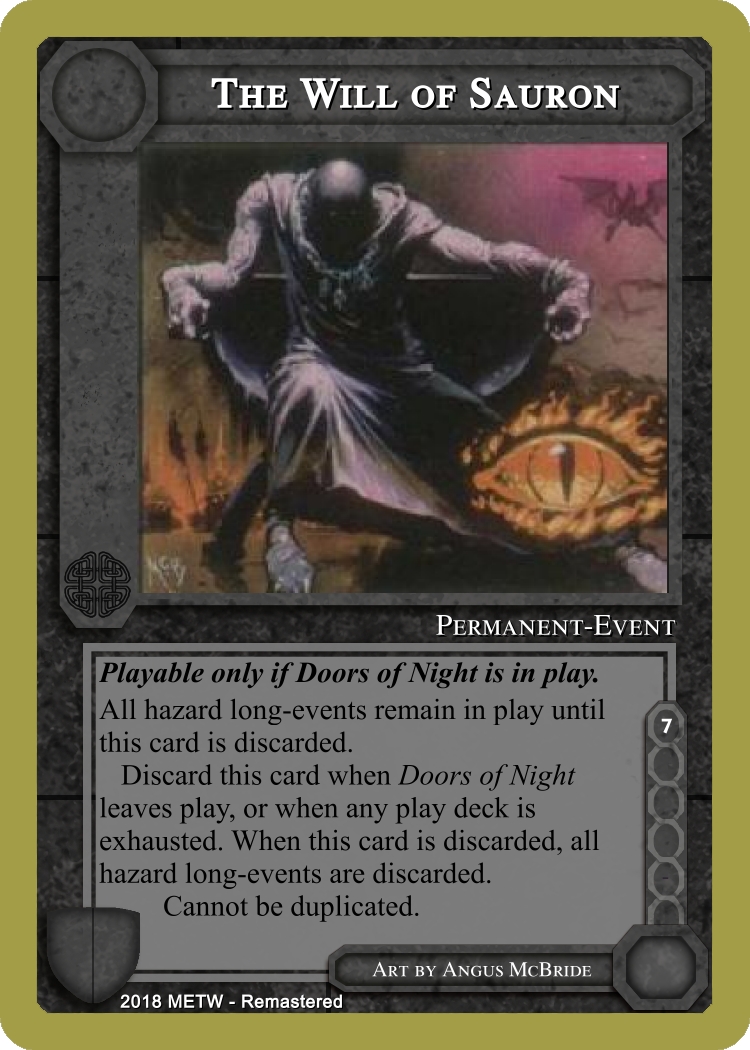 The Will of Sauron
McB
Permanent-Event
Playable only if Doors of Night is in play.
All hazard long-events remain in play until
this card is discarded.
Discard this card when Doors of Night
leaves play, or when any play deck is
exhausted. When this card is discarded, all
hazard long-events are discarded.
Cannot be duplicated.
7
Art by Angus McBride
2018 METW - Remastered